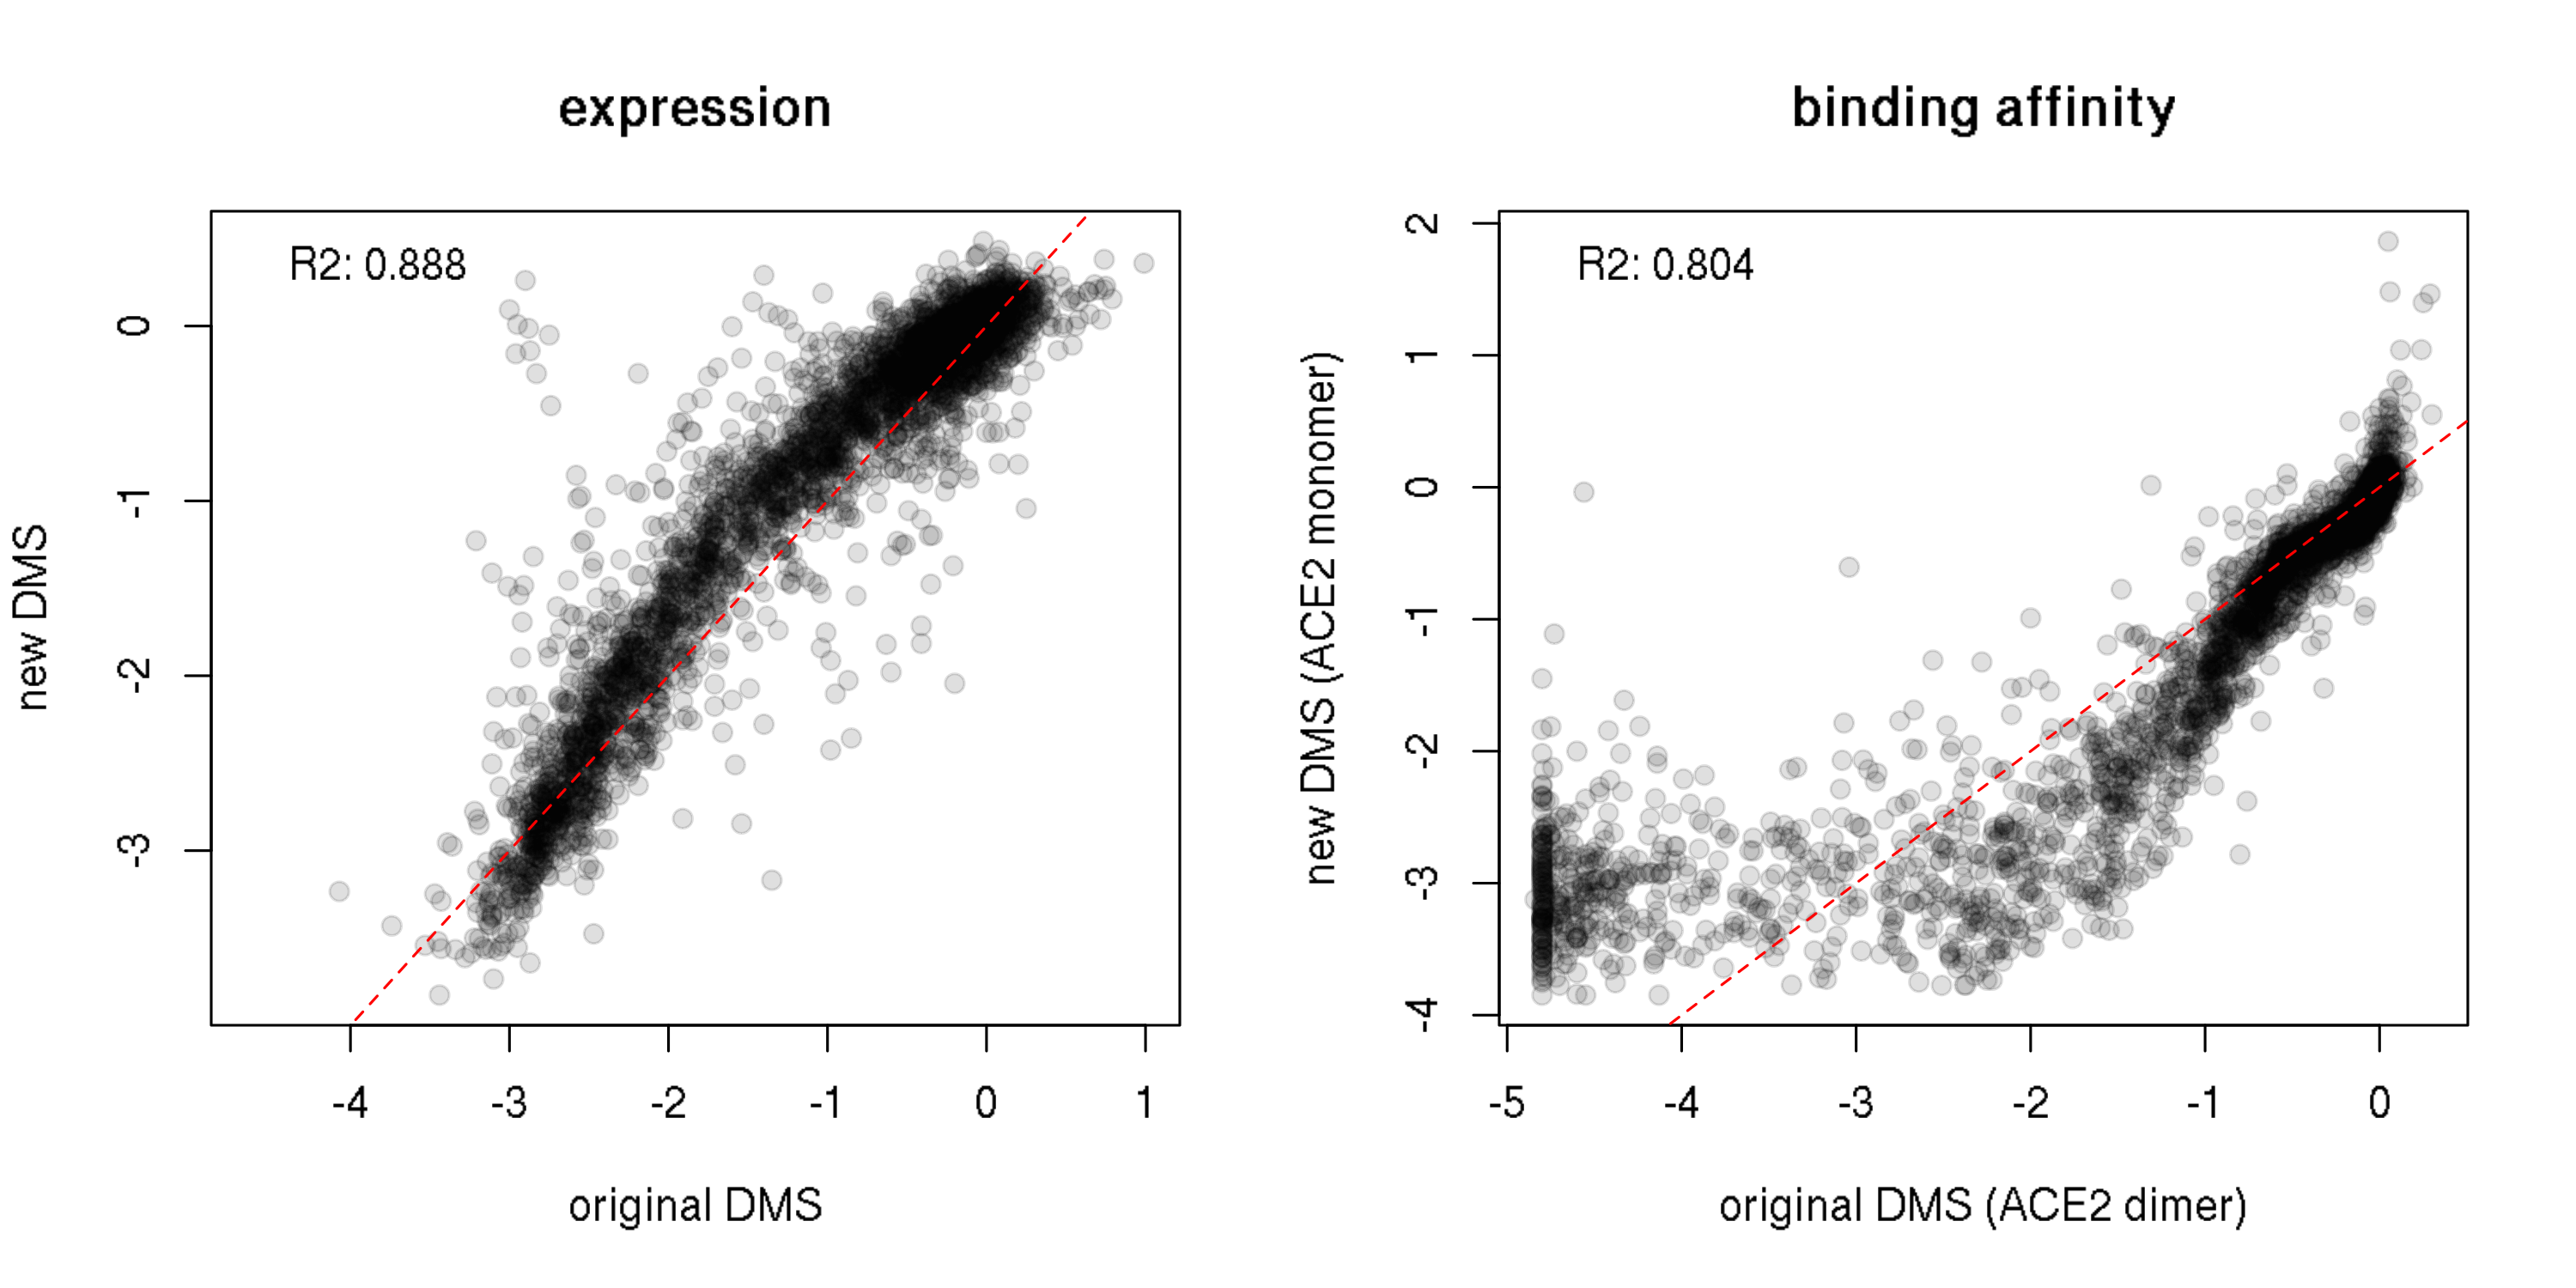 expression
R2: 0.888
new DMS
0
-1
-2
-3
-4 -3 -2 -1 0 1
original DMS
binding affinity
R2: 0.804
new DMS (ACE2 monomer)
2
1
0
-1
-2
-3
-4
-5 -4 -3 -2 -1 0
original DMS (ACE2 dimer)